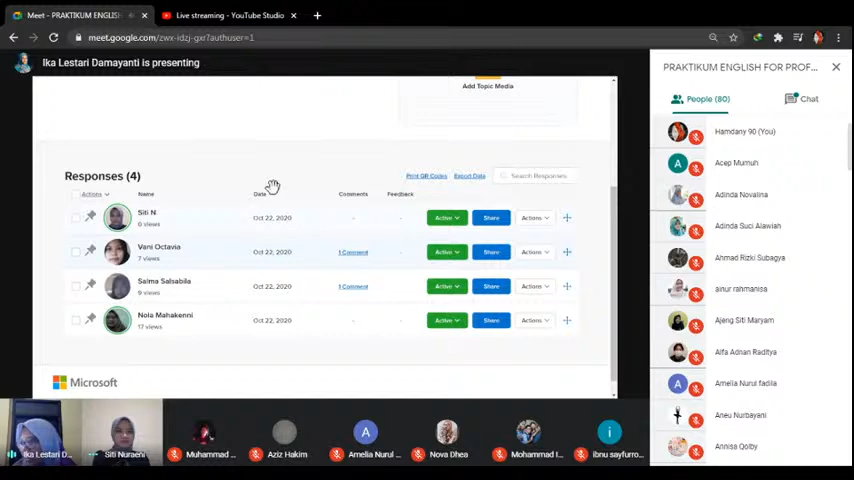 Meet - PRAKTIKUM ENGLISH
Live streaming - YouTube Studio
meet.google.com/zwx-idzj-gxr?authuser=1
Ika Lestari Damayanti is presenting
PRAKTIKUM ENGLISH FOR PROF...
People (80)
Chat
Add Topic Media
Responses (4)
Print QR Codes
Export Data
Search Responses
Actions
Name
Date
Comments
Feedback
Siti N
0 views
Oct 22, 2020
-
-
Active
Share
Actions
Vani Octavia
7 views
Oct 22, 2020
1 Comment
-
Active
Share
Actions
Salma Salsabila
9 views
Oct 22, 2020
1 Comment
-
Active
Share
Actions
Nola Mahakenni
17 views
Oct 22, 2020
-
-
Active
Share
Actions
Microsoft
Hamdany 90 (You)
Acep Mumuh
Adinda Novalina
Adinda Suci Alawiah
Ahmad Rizki Subagya
ainur rahmanisa
Ajeng Siti Maryam
Alfa Adnan Raditya
Amelia Nurul fadila
Aneu Nurbayani
Annisa Qolby
Ika Lestari D...
Siti Nuraeni
Muhammad ...
Aziz Hakim
Amelia Nurul ...
Nova Dhea
Mohammad I...
ibnu sayfurro...
A
A
A
i